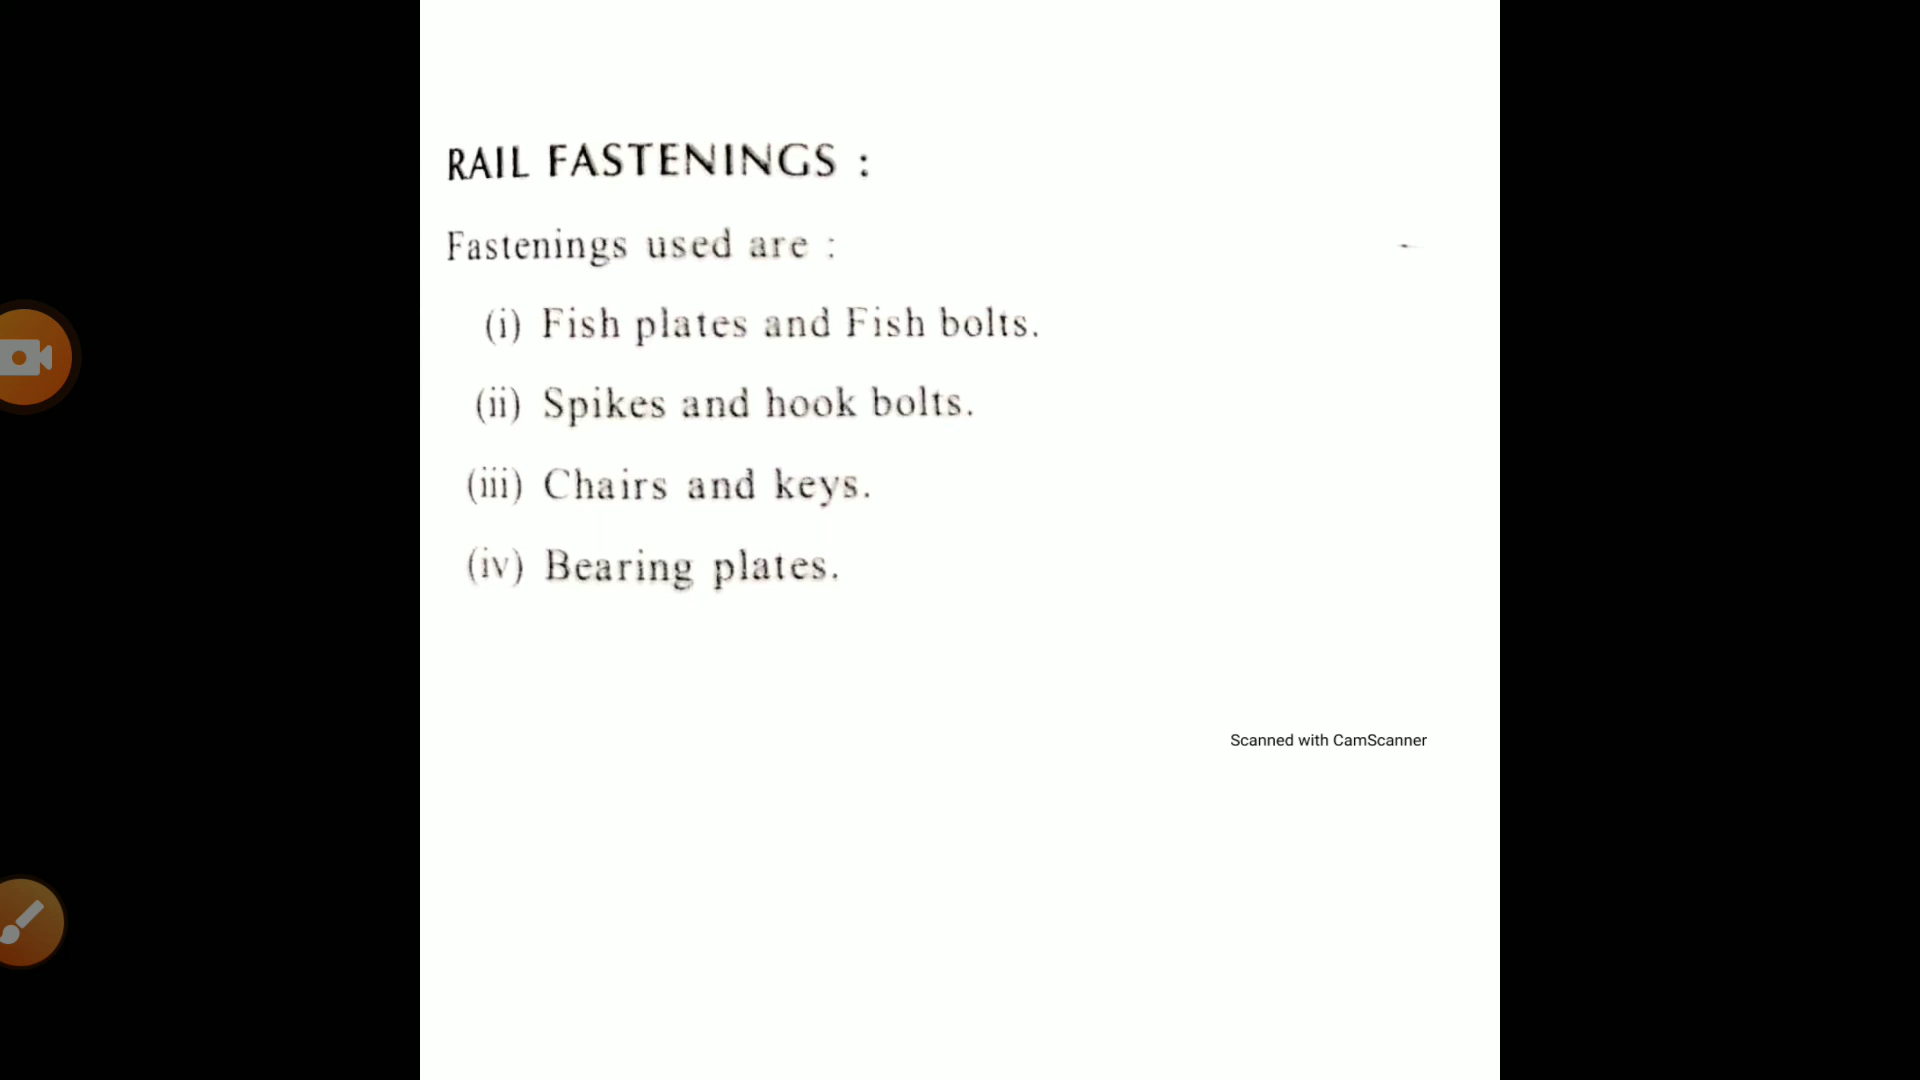 RAIL FASTENINGS :
Fastenings used are :
(i) Fish plates and Fish bolts.
(ii) Spikes and hook bolts.
(iii) Chairs and keys.
(iv) Bearing plates.
Scanned with CamScanner